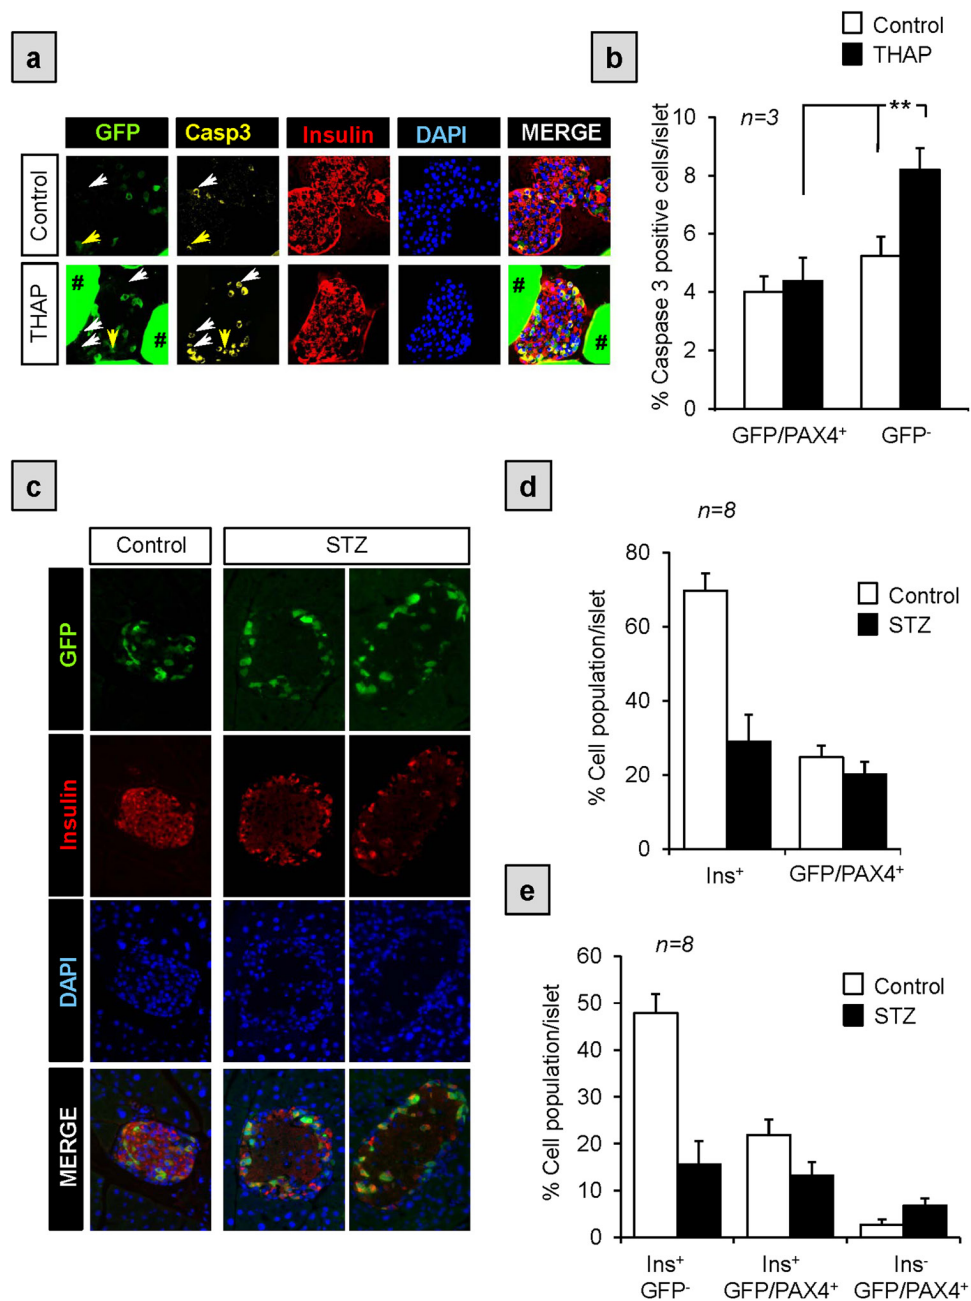 a
GFP Casp3 Insulin DAPI MERGE
Control
THAP
#
#
#
#
b
Control
THAP
n=3
**
% Caspase 3 positive cells/islet
10
8
6
4
2
0
GFP/PAX4⁺ GFP⁻
c
Control STZ
GFP
Insulin
DAPI
MERGE
d
n=8
Control
STZ
% Cell population/islet
80
60
40
20
0
Ins⁺ GFP/PAX4⁺
e
n=8
Control
STZ
% Cell population/islet
60
50
40
30
20
10
0
Ins⁺ Ins⁺ Ins⁻
GFP⁻ GFP/PAX4⁺ GFP/PAX4⁺